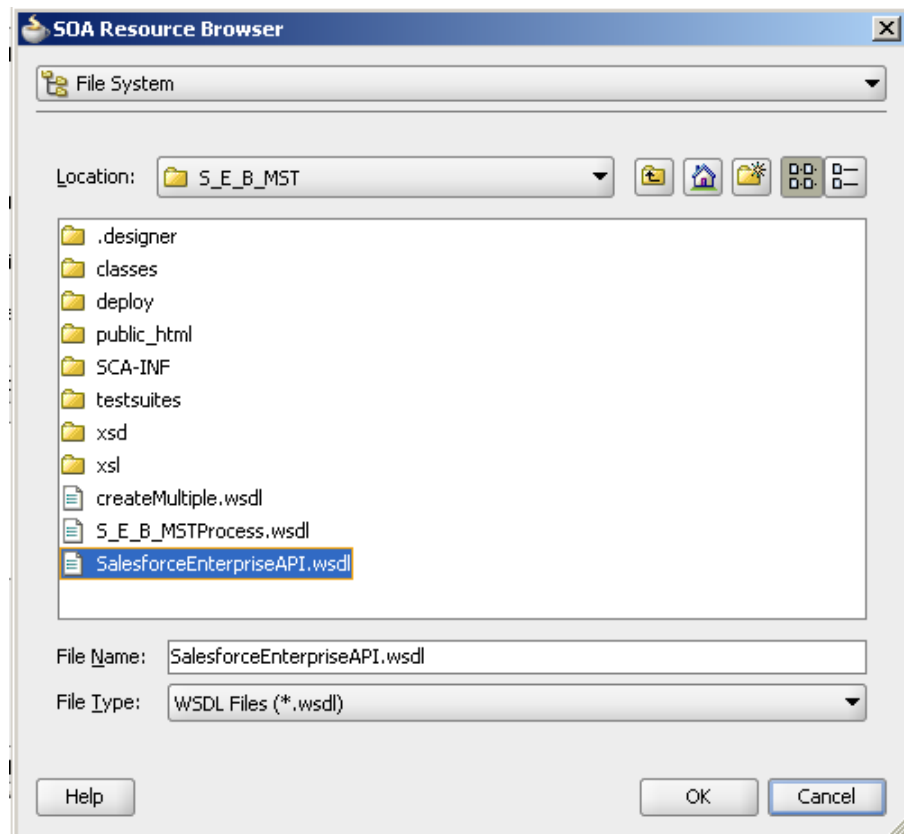 SOA Resource Browser
File System
Location: S_E_B_MST
.designer
classes
deploy
public_html
SCA-INF
testsuites
xsd
xsl
createMultiple.wsdl
S_E_B_MSTProcess.wsdl
SalesforceEnterpriseAPI.wsdl
File Name: SalesforceEnterpriseAPI.wsdl
File Type: WSDL Files (*.wsdl)
Help OK Cancel